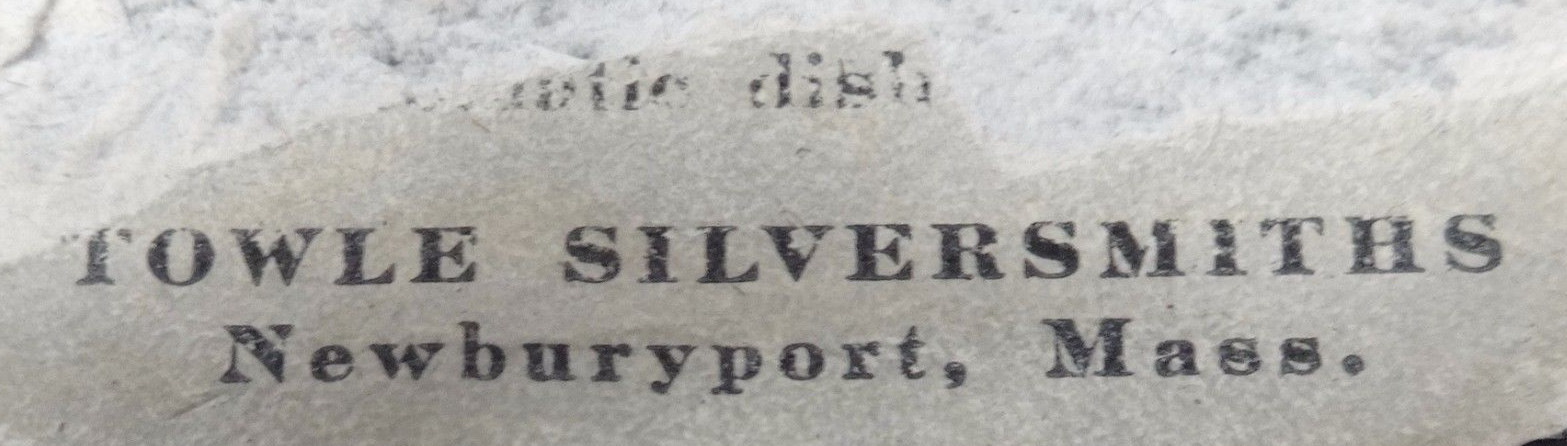 dish
TOWLE SILVERSMITHS
Newburyport, Mass.